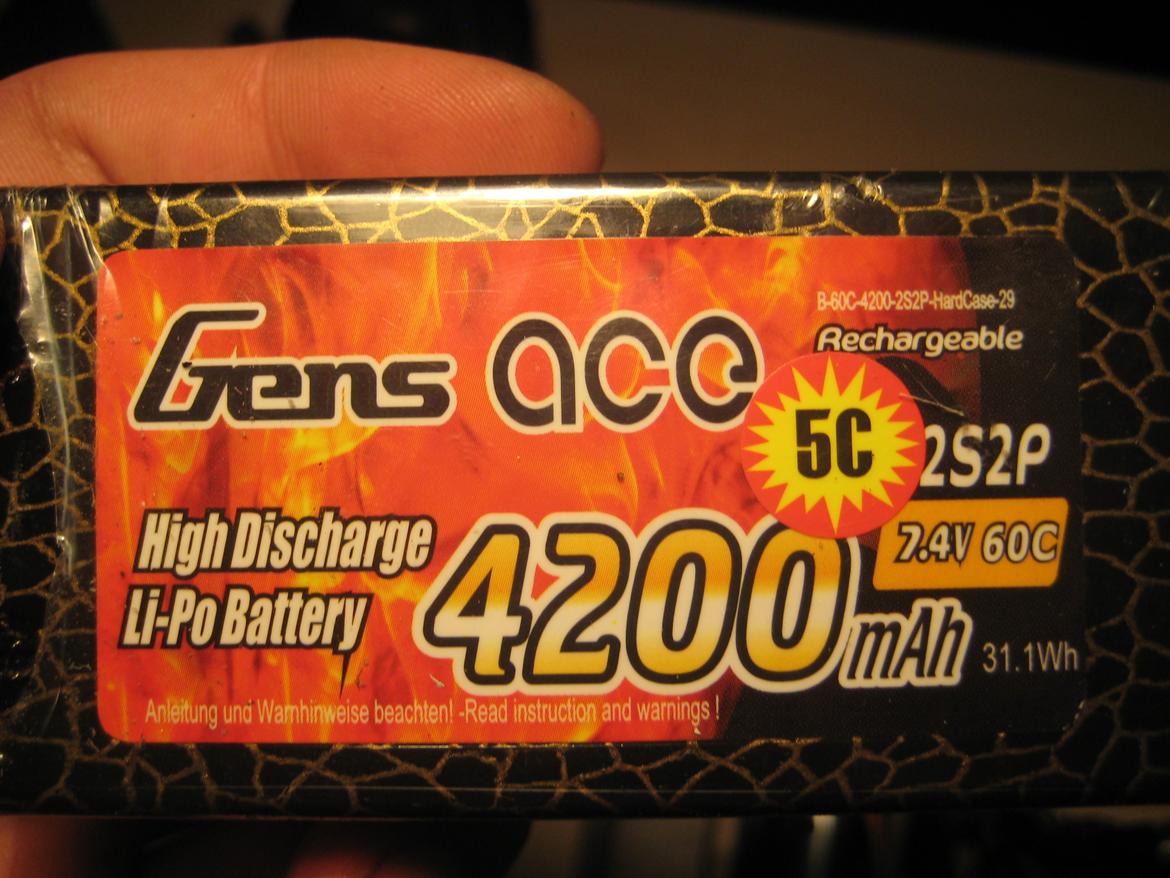 B-60C-4200-2S2P-HardCase-29
Rechargeable
Gens ace
5C
2S2P
7.4V 60C
High Discharge
Li-Po Battery
4200mAh
31.1Wh
Anleitung und Warnhinweise beachten! -Read instruction and warnings !